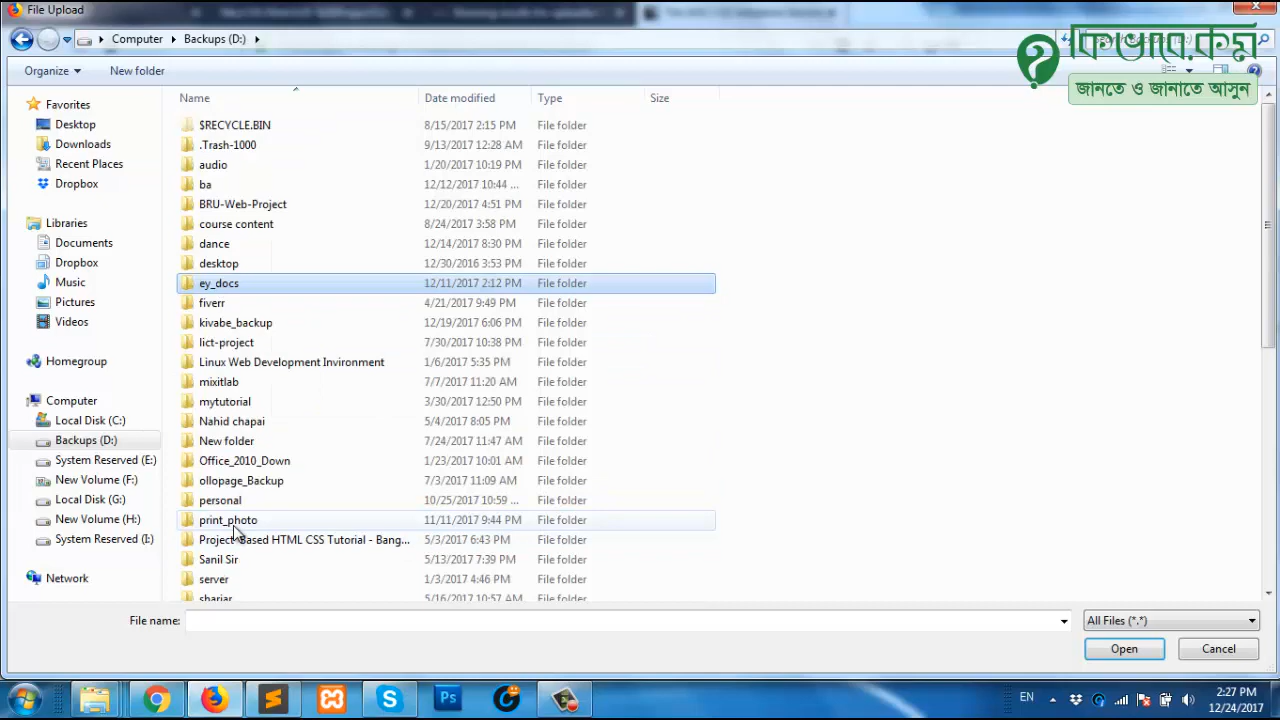 File Upload
Computer
Backups (D:)
কিভাবে.কম
জানতে ও জানাতে আসুন
Organize
New folder
Name
Date modified
Type
Size
Favorites
Desktop
Downloads
Recent Places
Dropbox
Libraries
Documents
Dropbox
Music
Pictures
Videos
Homegroup
Computer
Local Disk (C:)
Backups (D:)
System Reserved (E:)
New Volume (F:)
Local Disk (G:)
New Volume (H:)
System Reserved (I:)
Network
$RECYCLE.BIN 8/15/2017 2:15 PM File folder
.Trash-1000 9/13/2017 12:28 AM File folder
audio 1/20/2017 10:19 PM File folder
ba 12/12/2017 10:44 ... File folder
BRU-Web-Project 12/20/2017 4:51 PM File folder
course content 8/24/2017 3:58 PM File folder
dance 12/14/2017 8:30 PM File folder
desktop 12/30/2016 3:53 PM File folder
ey_docs 12/11/2017 2:12 PM File folder
fiverr 4/21/2017 9:49 PM File folder
kivabe_backup 12/19/2017 6:06 PM File folder
lict-project 7/30/2017 10:38 PM File folder
Linux Web Development Invironment 1/6/2017 5:35 PM File folder
mixitlab 7/7/2017 11:20 AM File folder
mytutorial 3/30/2017 12:50 PM File folder
Nahid chapai 5/4/2017 8:05 PM File folder
New folder 7/24/2017 11:47 AM File folder
Office_2010_Down 1/23/2017 10:01 AM File folder
ollopage_Backup 7/3/2017 11:09 AM File folder
personal 10/25/2017 10:59 ... File folder
print_photo 11/11/2017 9:44 PM File folder
Project Based HTML CSS Tutorial - Bang... 5/3/2017 6:43 PM File folder
Sanil Sir 5/13/2017 7:39 PM File folder
server 1/3/2017 4:46 PM File folder
shariar 5/16/2017 10:57 AM File folder
File name:
All Files (*.*)
Open
Cancel
Ps
EN
2:27 PM
12/24/2017